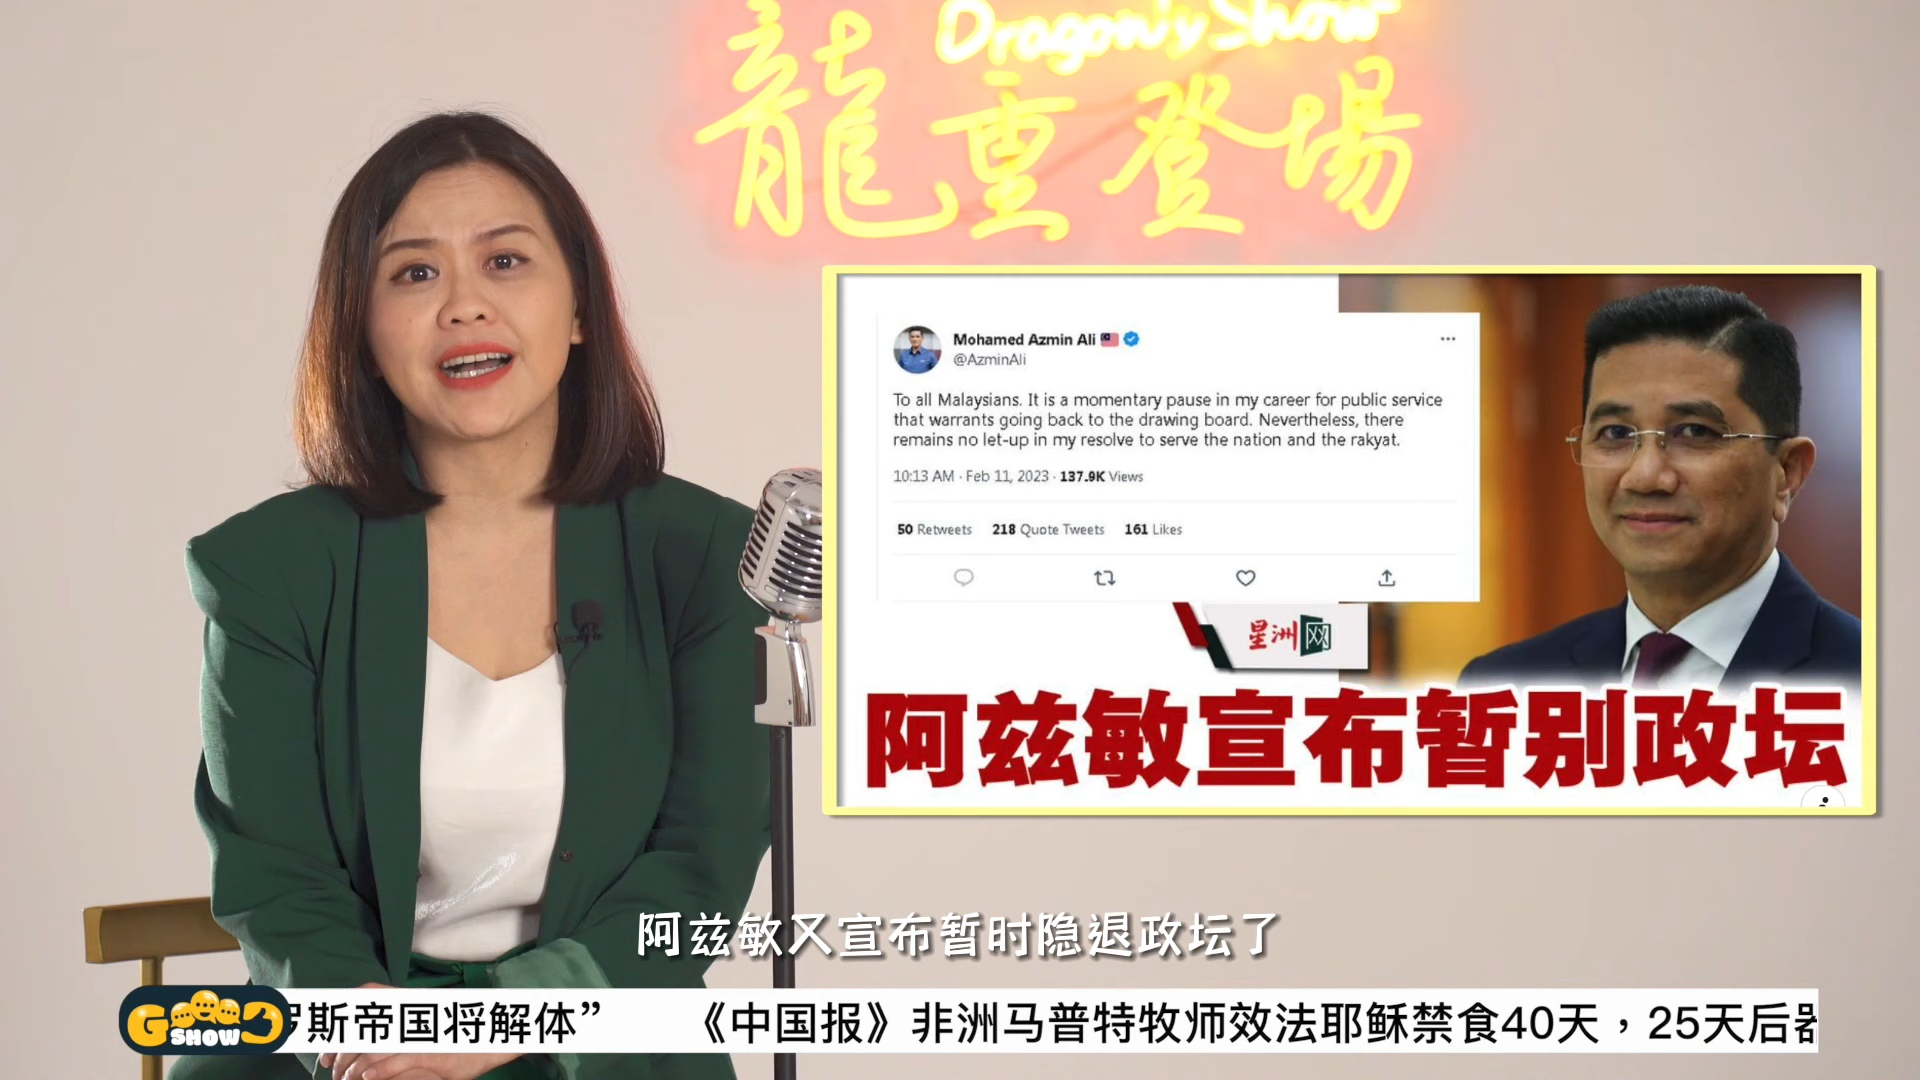 Dragonly Show
龍重登場
Mohamed Azmin Ali
@AzminAli
To all Malaysians. It is a momentary pause in my career for public service
that warrants going back to the drawing board. Nevertheless, there
remains no let-up in my resolve to serve the nation and the rakyat.
10:13 AM · Feb 11, 2023 · 137.9K Views
50 Retweets 218 Quote Tweets 161 Likes
星洲网
阿兹敏宣布暂别政坛
阿兹敏又宣布暂时隐退政坛了
GOOD SHOW
罗斯帝国将解体” 《中国报》非洲马普特牧师效法耶稣禁食40天，25天后器